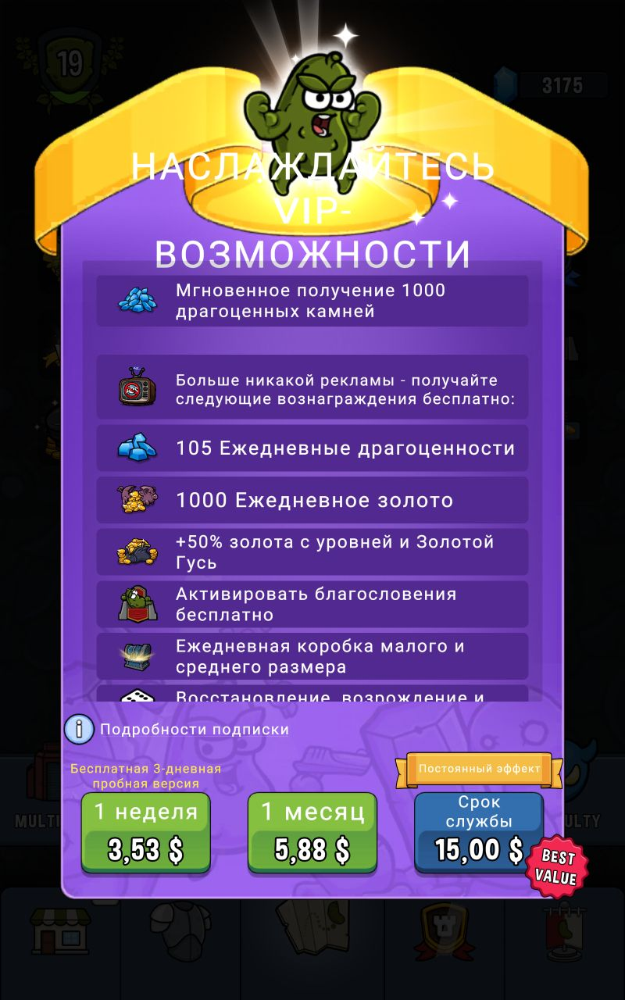 19
3175
НАСЛАЖДАЙТЕСЬ
VIP-
ВОЗМОЖНОСТИ
Мгновенное получение 1000
драгоценных камней
Больше никакой рекламы - получайте
следующие вознаграждения бесплатно:
105 Ежедневные драгоценности
1000 Ежедневное золото
+50% золота с уровней и Золотой
Гусь
Активировать благословения
бесплатно
Ежедневная коробка малого и
среднего размера
Восстановление, возрождение и
i Подробности подписки
Бесплатная 3-дневная
пробная версия
Постоянный эффект
1 неделя
3,53 $
1 месяц
5,88 $
Срок
службы
15,00 $
BEST
VALUE
MULTI
ULTY